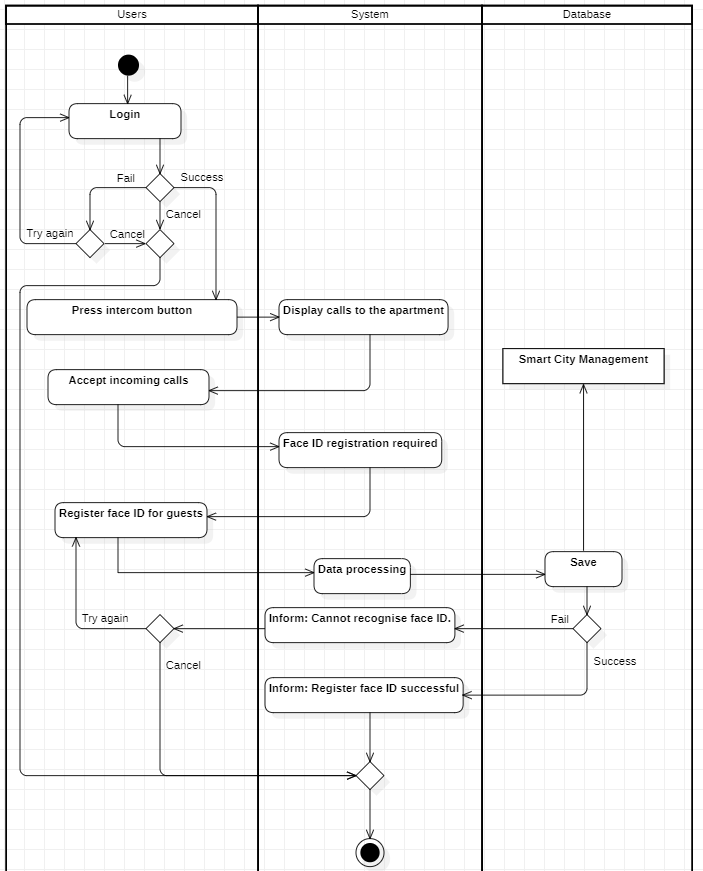 Users
System
Database
Login
Fail
Success
Cancel
Try again
Cancel
Press intercom button
Display calls to the apartment
Smart City Management
Accept incoming calls
Face ID registration required
Register face ID for guests
Save
Data processing
Inform: Cannot recognise face ID.
Fail
Try again
Success
Cancel
Inform: Register face ID successful